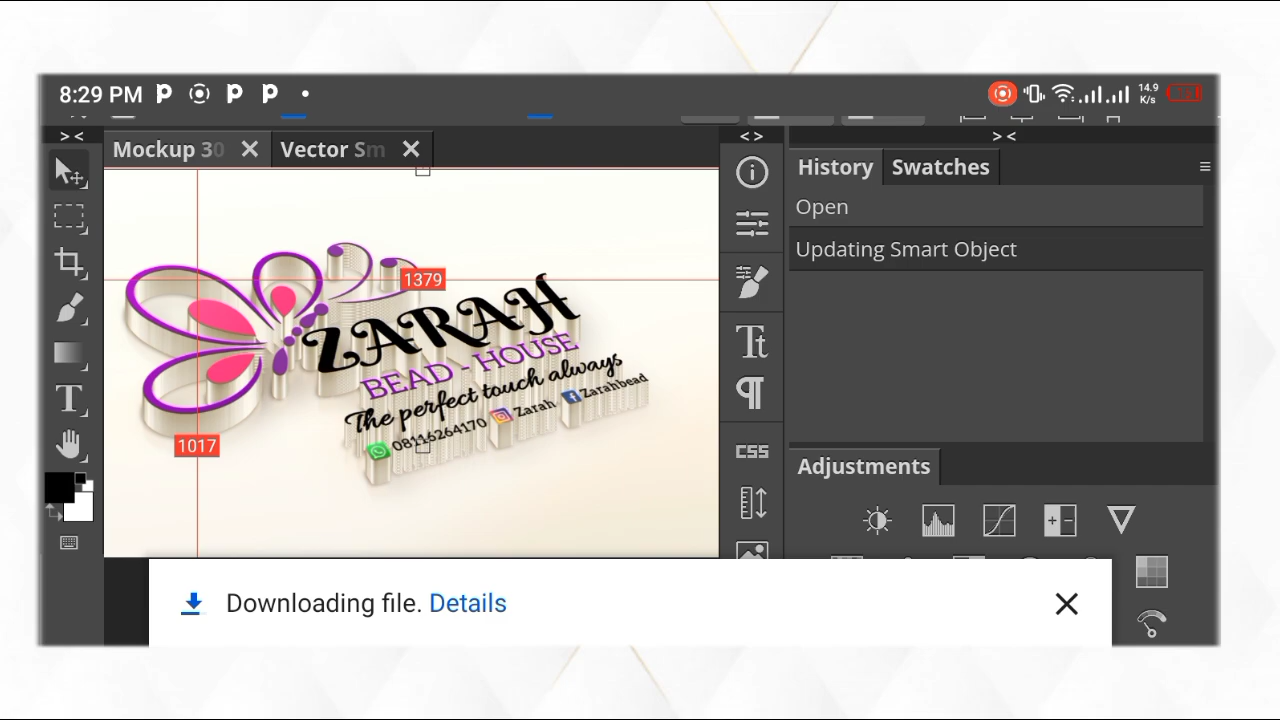 8:29 PM
14.9
K/s
Mockup 30
Vector Sm
History
Swatches
Open
Updating Smart Object
1379
ZARAH
BEAD - HOUSE
The perfect touch always
08116264170
Zarah
Zarahbead
1017
Tt
CSS
Adjustments
Downloading file. Details